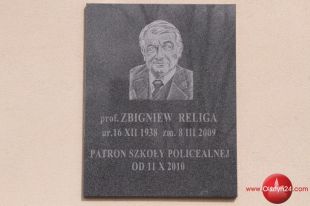 prof. ZBIGNIEW RELIGA
ur.16 XII 1938 zm. 8 III 2009
PATRON SZKOŁY POLICEALNEJ
OD 11 X 2010
www.Olsztyn24.com